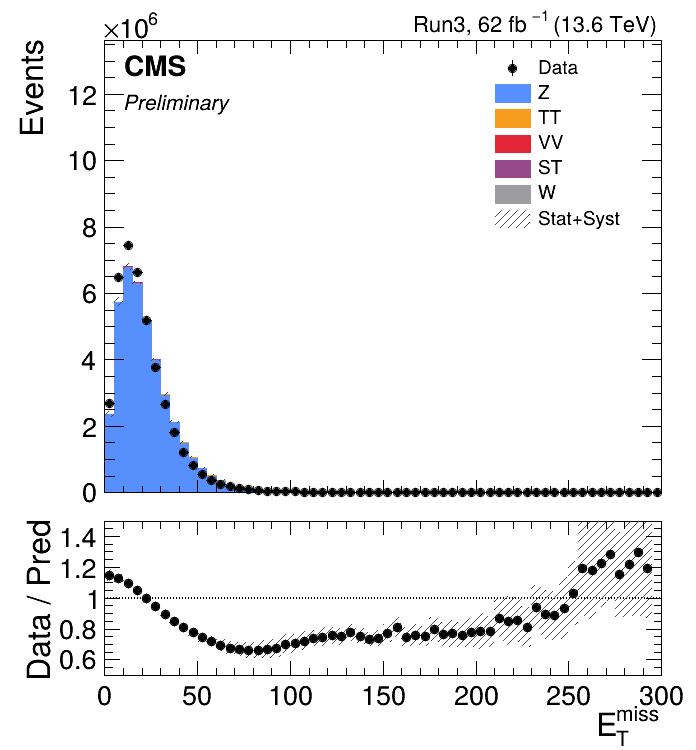 ×10⁶
Run3, 62 fb⁻¹ (13.6 TeV)
CMS
Preliminary
Events
Data
Z
TT
VV
ST
W
Stat+Syst
12
10
8
6
4
2
0
Data / Pred
1.4
1.2
1
0.8
0.6
0 50 100 150 200 250 300
E_T^miss